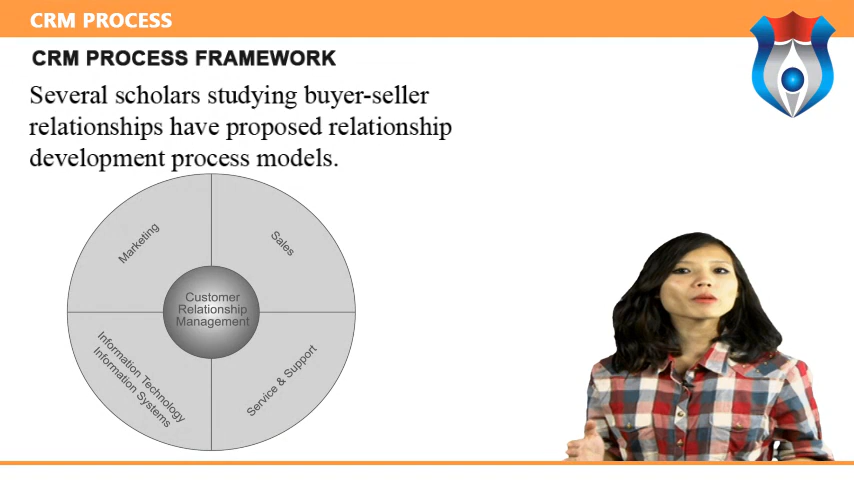 CRM PROCESS
CRM PROCESS FRAMEWORK
Several scholars studying buyer-seller
relationships have proposed relationship
development process models.
Marketing
Sales
Customer
Relationship
Management
Information Technology
Information Systems
Service & Support